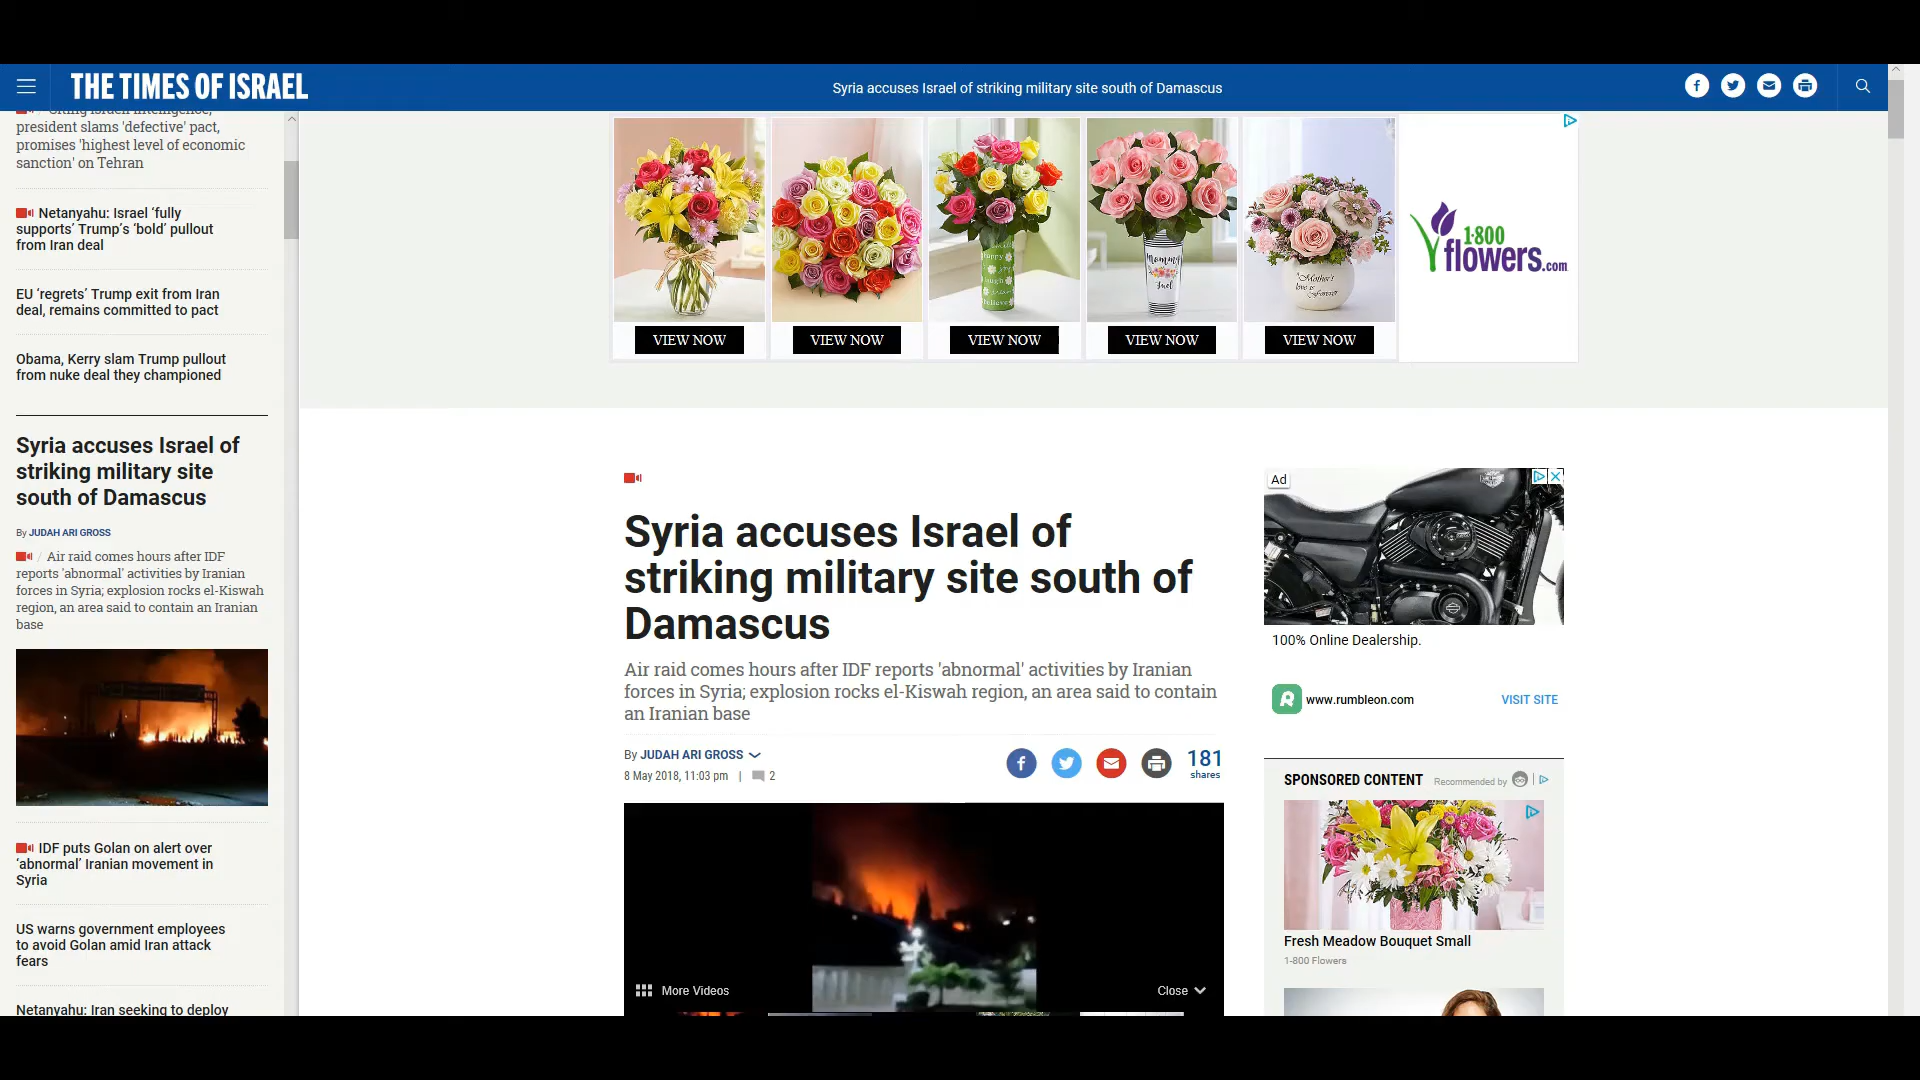 THE TIMES OF ISRAEL
Syria accuses Israel of striking military site south of Damascus
president slams 'defective' pact,
promises 'highest level of economic
sanction' on Tehran
Netanyahu: Israel ‘fully
supports’ Trump’s ‘bold’ pullout
from Iran deal
EU ‘regrets’ Trump exit from Iran
deal, remains committed to pact
Obama, Kerry slam Trump pullout
from nuke deal they championed
Syria accuses Israel of
striking military site
south of Damascus
By JUDAH ARI GROSS
/ Air raid comes hours after IDF
reports 'abnormal' activities by Iranian
forces in Syria; explosion rocks el-Kiswah
region, an area said to contain an Iranian
base
IDF puts Golan on alert over
‘abnormal’ Iranian movement in
Syria
US warns government employees
to avoid Golan amid Iran attack
fears
Netanyahu: Iran seeking to deploy
VIEW NOW
VIEW NOW
VIEW NOW
VIEW NOW
VIEW NOW
1-800
flowers.com
Syria accuses Israel of
striking military site south of
Damascus
Air raid comes hours after IDF reports 'abnormal' activities by Iranian
forces in Syria; explosion rocks el-Kiswah region, an area said to contain
an Iranian base
By JUDAH ARI GROSS
8 May 2018, 11:03 pm | 2
181
shares
More Videos
Close
Ad
100% Online Dealership.
www.rumbleon.com
VISIT SITE
SPONSORED CONTENT
Recommended by
Fresh Meadow Bouquet Small
1-800 Flowers